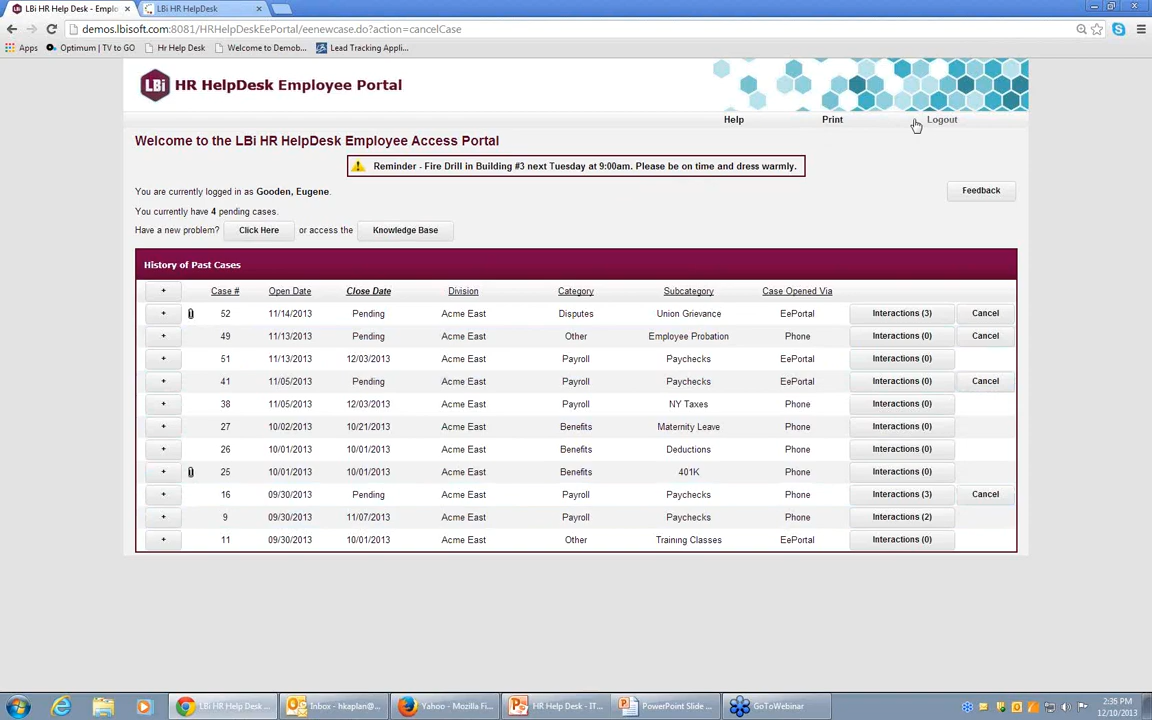 LBi HR Help Desk - Emplo
LBi HR HelpDesk
demos.lbisoft.com:8081/HRHelpDeskEePortal/eenewcase.do?action=cancelCase
Apps Optimum | TV to GO Hr Help Desk Welcome to Demob... Lead Tracking Appli...
LBi HR HelpDesk Employee Portal
Help Print Logout
Welcome to the LBi HR HelpDesk Employee Access Portal
Reminder - Fire Drill in Building #3 next Tuesday at 9:00am. Please be on time and dress warmly.
You are currently logged in as Gooden, Eugene.
Feedback
You currently have 4 pending cases.
Have a new problem? Click Here or access the Knowledge Base
History of Past Cases
+ Case # Open Date Close Date Division Category Subcategory Case Opened Via
+ 52 11/14/2013 Pending Acme East Disputes Union Grievance EePortal Interactions (3) Cancel
+ 49 11/13/2013 Pending Acme East Other Employee Probation Phone Interactions (0) Cancel
+ 51 11/13/2013 12/03/2013 Acme East Payroll Paychecks EePortal Interactions (0)
+ 41 11/05/2013 Pending Acme East Payroll Paychecks EePortal Interactions (0) Cancel
+ 38 11/05/2013 12/03/2013 Acme East Payroll NY Taxes Phone Interactions (0)
+ 27 10/02/2013 10/21/2013 Acme East Benefits Maternity Leave Phone Interactions (0)
+ 26 10/01/2013 10/01/2013 Acme East Benefits Deductions Phone Interactions (0)
+ 25 10/01/2013 10/01/2013 Acme East Benefits 401K Phone Interactions (0)
+ 16 09/30/2013 Pending Acme East Payroll Paychecks Phone Interactions (3) Cancel
+ 9 09/30/2013 11/07/2013 Acme East Payroll Paychecks Phone Interactions (2)
+ 11 09/30/2013 10/01/2013 Acme East Other Training Classes EePortal Interactions (0)
LBi HR Help Desk ... Inbox - hkaplan@... Yahoo - Mozilla Fi... HR Help Desk - IT... PowerPoint Slide ... GoToWebinar
2:35 PM
12/10/2013